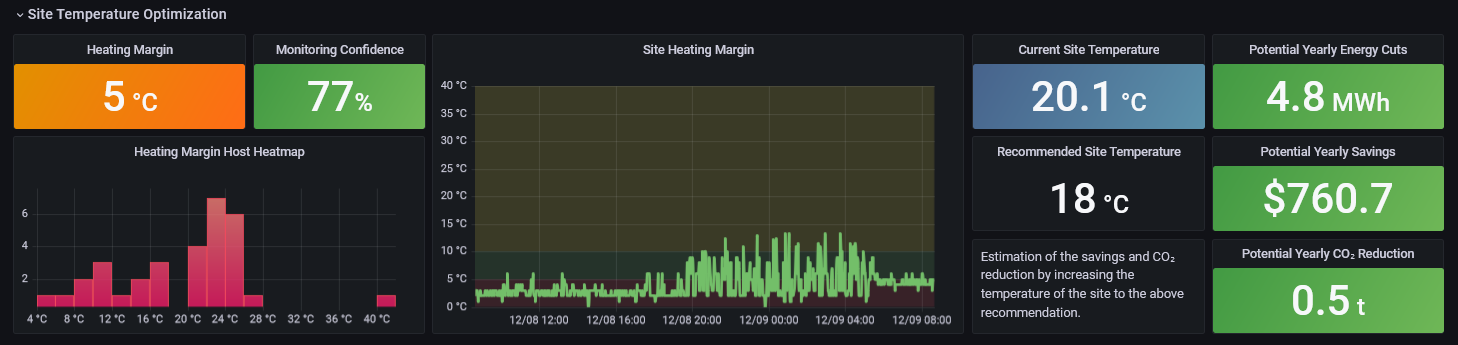 Site Temperature Optimization
Heating Margin
5 °C
Monitoring Confidence
77%
Heating Margin Host Heatmap
6
4
2
4 °C 8 °C 12 °C 16 °C 20 °C 24 °C 28 °C 32 °C 36 °C 40 °C
Site Heating Margin
40 °C
35 °C
30 °C
25 °C
20 °C
15 °C
10 °C
5 °C
0 °C
12/08 12:00 12/08 16:00 12/08 20:00 12/09 00:00 12/09 04:00 12/09 08:00
Current Site Temperature
20.1 °C
Recommended Site Temperature
18 °C
Estimation of the savings and CO₂
reduction by increasing the
temperature of the site to the above
recommendation.
Potential Yearly Energy Cuts
4.8 MWh
Potential Yearly Savings
$760.7
Potential Yearly CO₂ Reduction
0.5 t